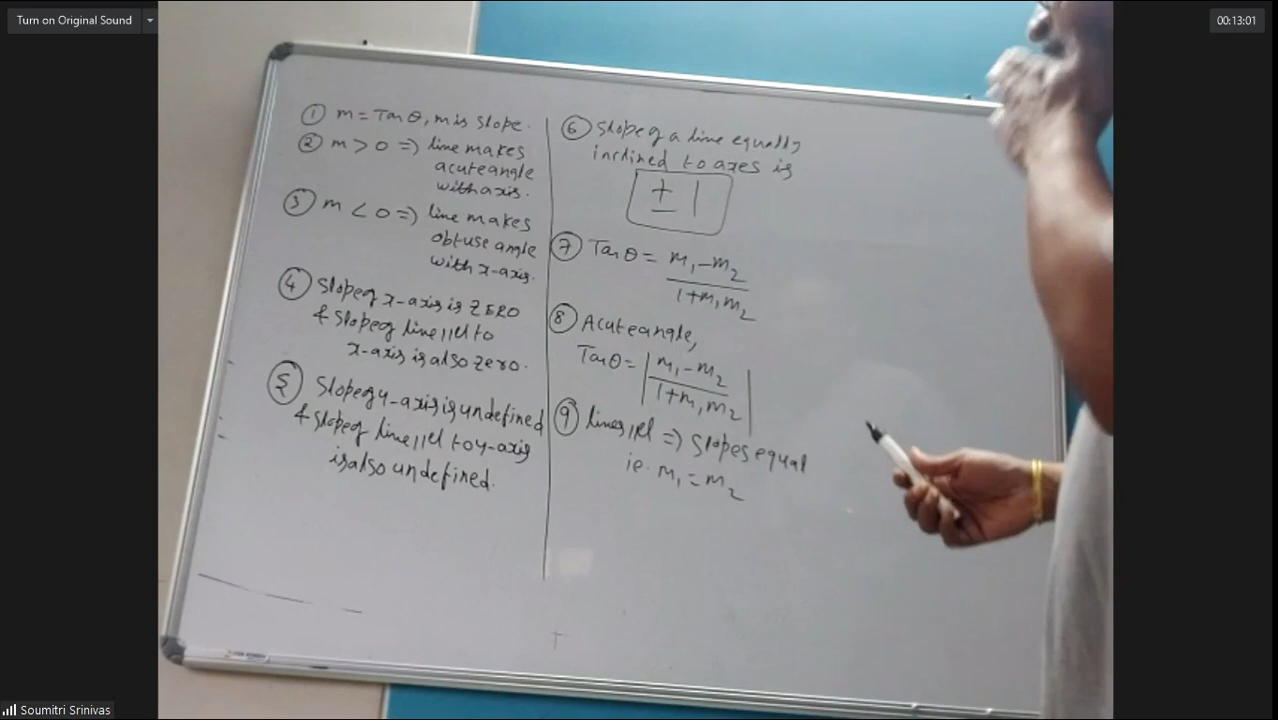 Turn on Original Sound
00:13:01
① m = Tan θ, m is slope.
② m > 0 => line makes
acute angle
with axis.
③ m < 0 => line makes
obtuse angle
with x-axis.
④ Slope of x-axis is ZERO
& slope of line ||el to
x-axis is also zero.
⑤ Slope of y-axis is undefined
& slope of line ||el to y-axis
is also undefined.
⑥ Slope of a line equally
inclined to axes is
± 1
⑦ Tan θ = m₁ - m₂
1 + m₁ m₂
⑧ Acute angle,
Tan θ = | m₁ - m₂
1 + m₁ m₂ |
⑨ lines ||el => slopes equal
ie. m₁ = m₂
Soumitri Srinivas